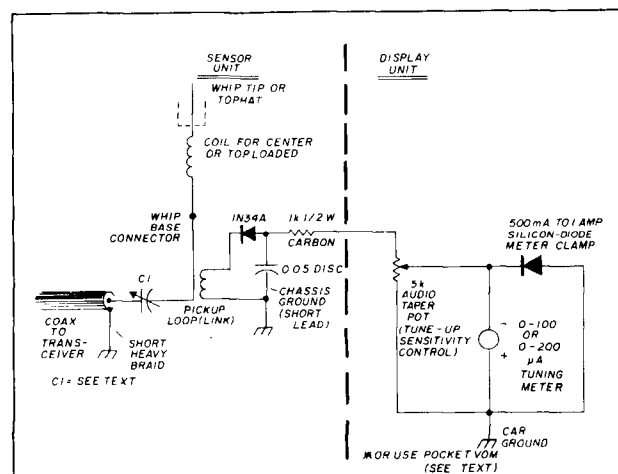 SENSOR
UNIT
DISPLAY
UNIT
WHIP TIP OR
TOPHAT
COIL FOR CENTER
OR TOPLOADED
WHIP
BASE
CONNECTOR
1N34A
1k 1/2 W
CARBON
500mA TO 1 AMP
SILICON-DIODE
METER CLAMP
C1
0.05 DISC
CHASSIS
GROUND
(SHORT
LEAD)
PICKUP
LOOP (LINK)
5k
AUDIO
TAPER
POT
(TUNE-UP
SENSITIVITY
CONTROL)
-
0-100
OR
0-200
+
μA
TUNING
METER
COAX
TO
TRANS-
CEIVER
SHORT
HEAVY
BRAID
C1= SEE TEXT
CAR
GROUND
*OR USE POCKET VOM
(SEE TEXT)